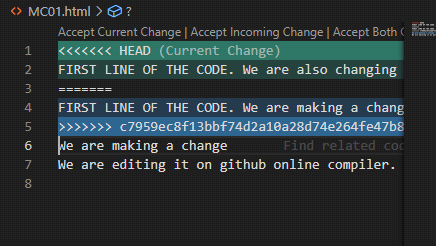 MC01.html > ?
Accept Current Change | Accept Incoming Change | Accept Both
1 <<<<<<< HEAD (Current Change)
2 FIRST LINE OF THE CODE. We are also changing
3 =======
4 FIRST LINE OF THE CODE. We are making a chang
5 >>>>>>> c7959ec8f13bbf74d2a10a28d74e264fe47b8
6 We are making a change Find related co
7 We are editing it on github online compiler.
8